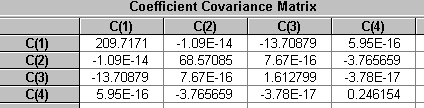 Coefficient Covariance Matrix
C(1) C(2) C(3) C(4)
C(1) 209.7171 -1.09E-14 -13.70879 5.95E-16
C(2) -1.09E-14 68.57085 7.67E-16 -3.765659
C(3) -13.70879 7.67E-16 1.612799 -3.78E-17
C(4) 5.95E-16 -3.765659 -3.78E-17 0.246154